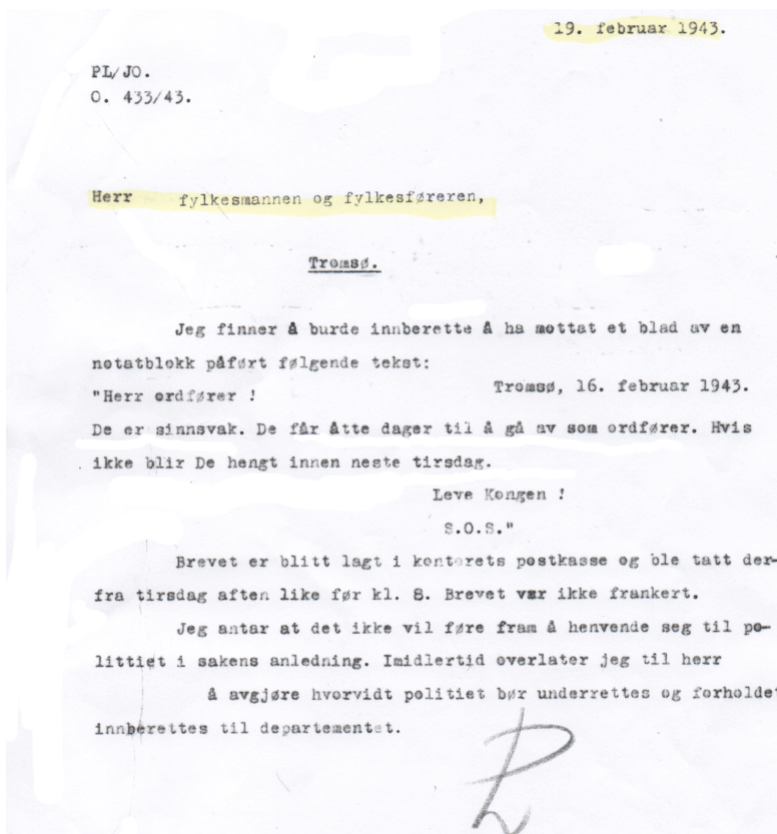 19. februar 1943.
PL/JO.
O. 433/43.
Herr fylkesmannen og fylkesføreren,
Tromsø.
Jeg finner å burde innberette å ha mottat et blad av en
notatblokk påført følgende tekst:
Tromsø, 16. februar 1943.
"Herr ordfører !
De er sinnsvak. De får åtte dager til å gå av som ordfører. Hvis
ikke blir De hengt innen neste tirsdag.
Leve Kongen !
S.O.S."
Brevet er blitt lagt i kontorets postkasse og ble tatt der-
fra tirsdag aften like før kl. 8. Brevet var ikke frankert.
Jeg antar at det ikke vil føre fram å henvende seg til po-
littiet i sakens anledning. Imidlertid overlater jeg til herr
å avgjøre hvorvidt politiet bør underrettes og forholdet
innberettes til departementet.